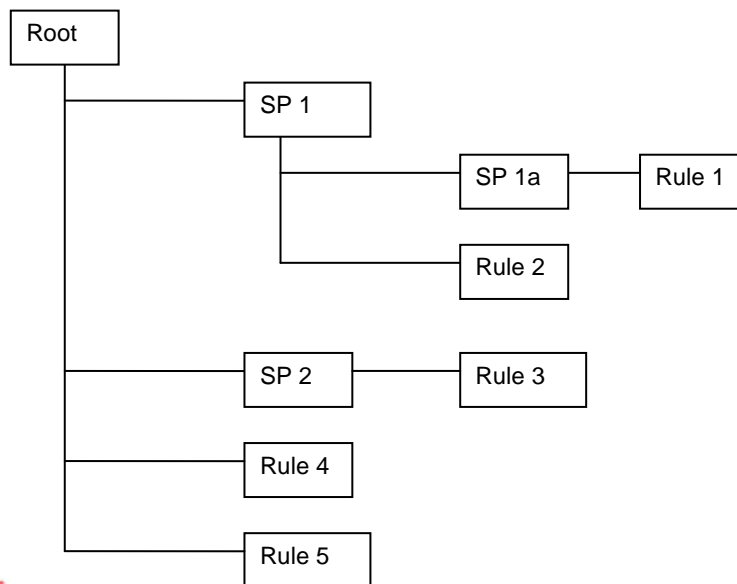 Root
SP 1
SP 1a
Rule 1
Rule 2
SP 2
Rule 3
Rule 4
Rule 5